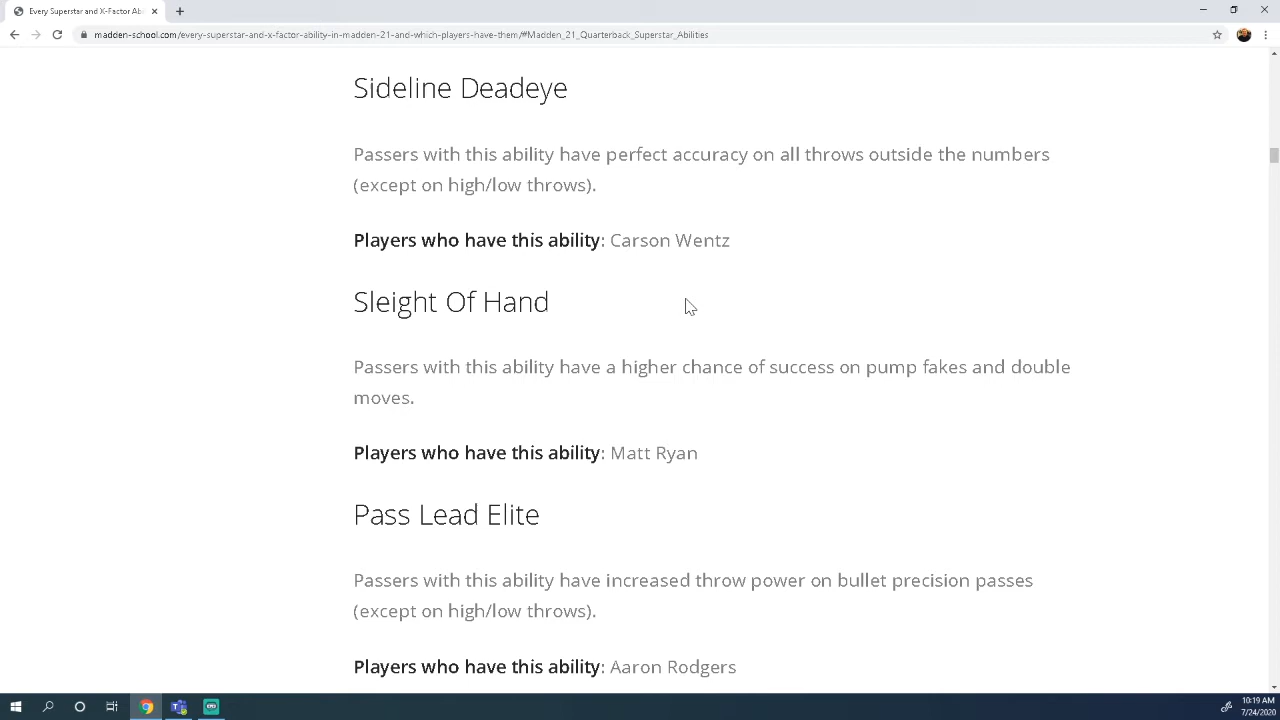 Every Superstar and X-Factor Abi
madden-school.com/every-superstar-and-x-factor-ability-in-madden-21-and-which-players-have-them/#Madden_21_Quarterback_Superstar_Abilities
Sideline Deadeye
Passers with this ability have perfect accuracy on all throws outside the numbers
(except on high/low throws).
Players who have this ability: Carson Wentz
Sleight Of Hand
Passers with this ability have a higher chance of success on pump fakes and double
moves.
Players who have this ability: Matt Ryan
Pass Lead Elite
Passers with this ability have increased throw power on bullet precision passes
(except on high/low throws).
Players who have this ability: Aaron Rodgers
10:19 AM
7/24/2020